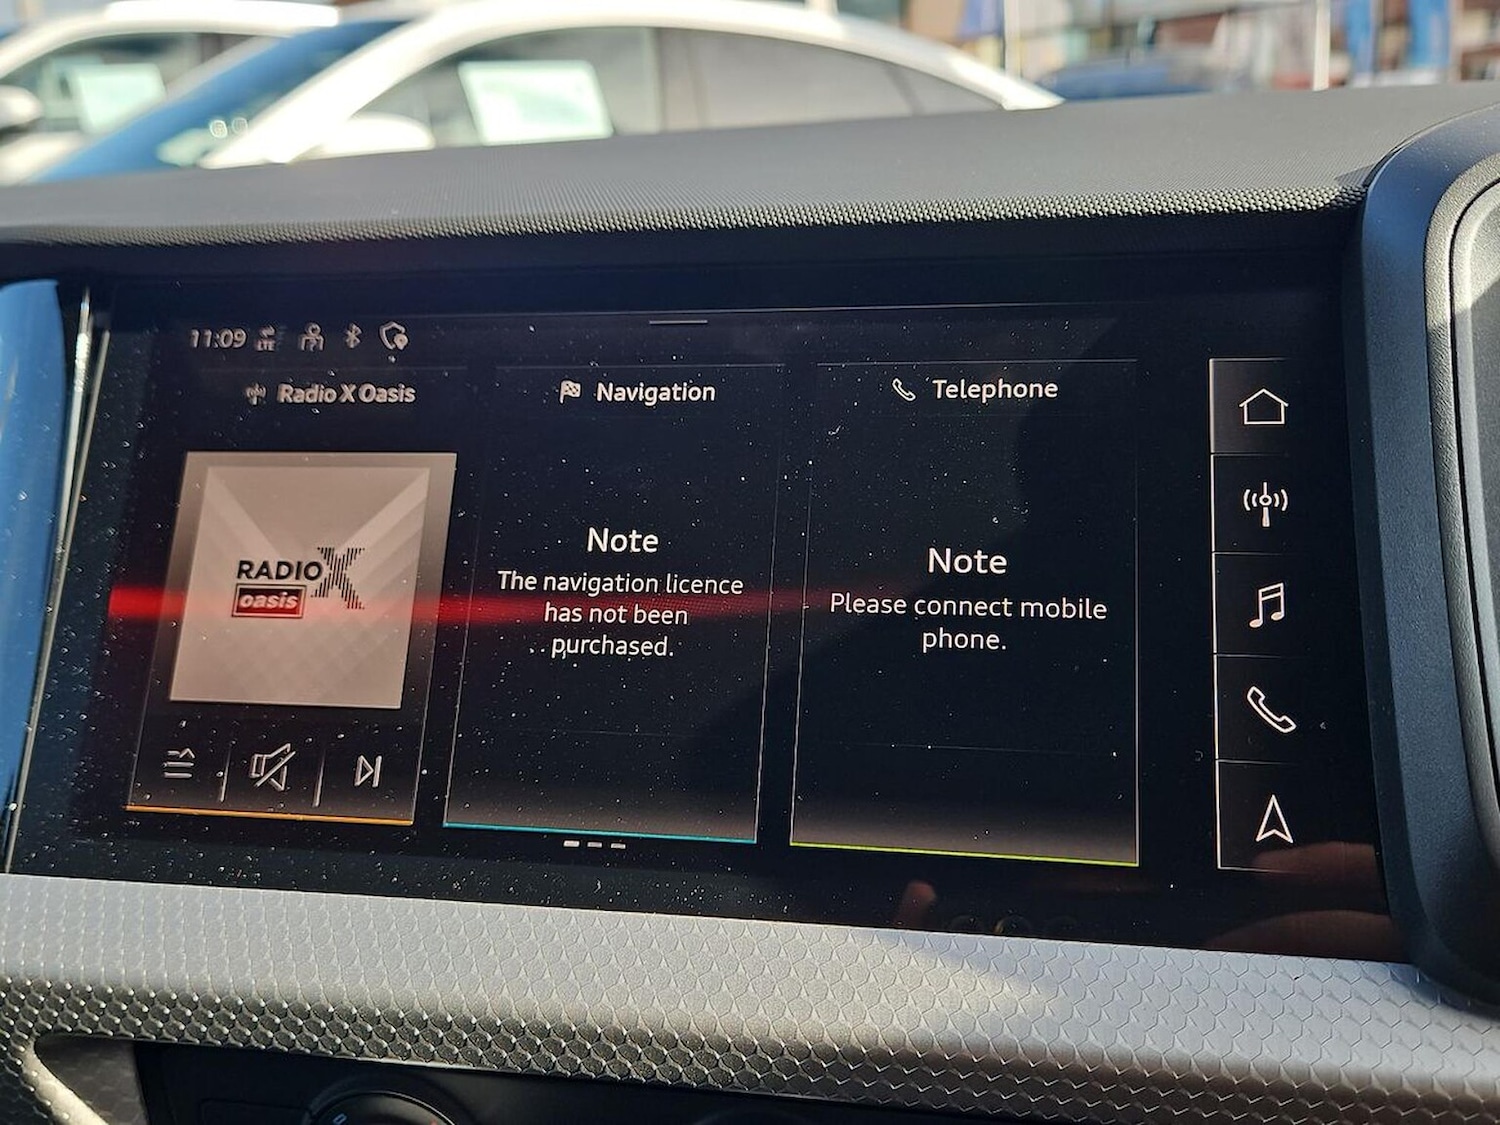 11:09
LTE
Radio X Oasis
Navigation
Telephone
RADIO X
oasis
Note
The navigation licence
has not been
purchased.
Note
Please connect mobile
phone.